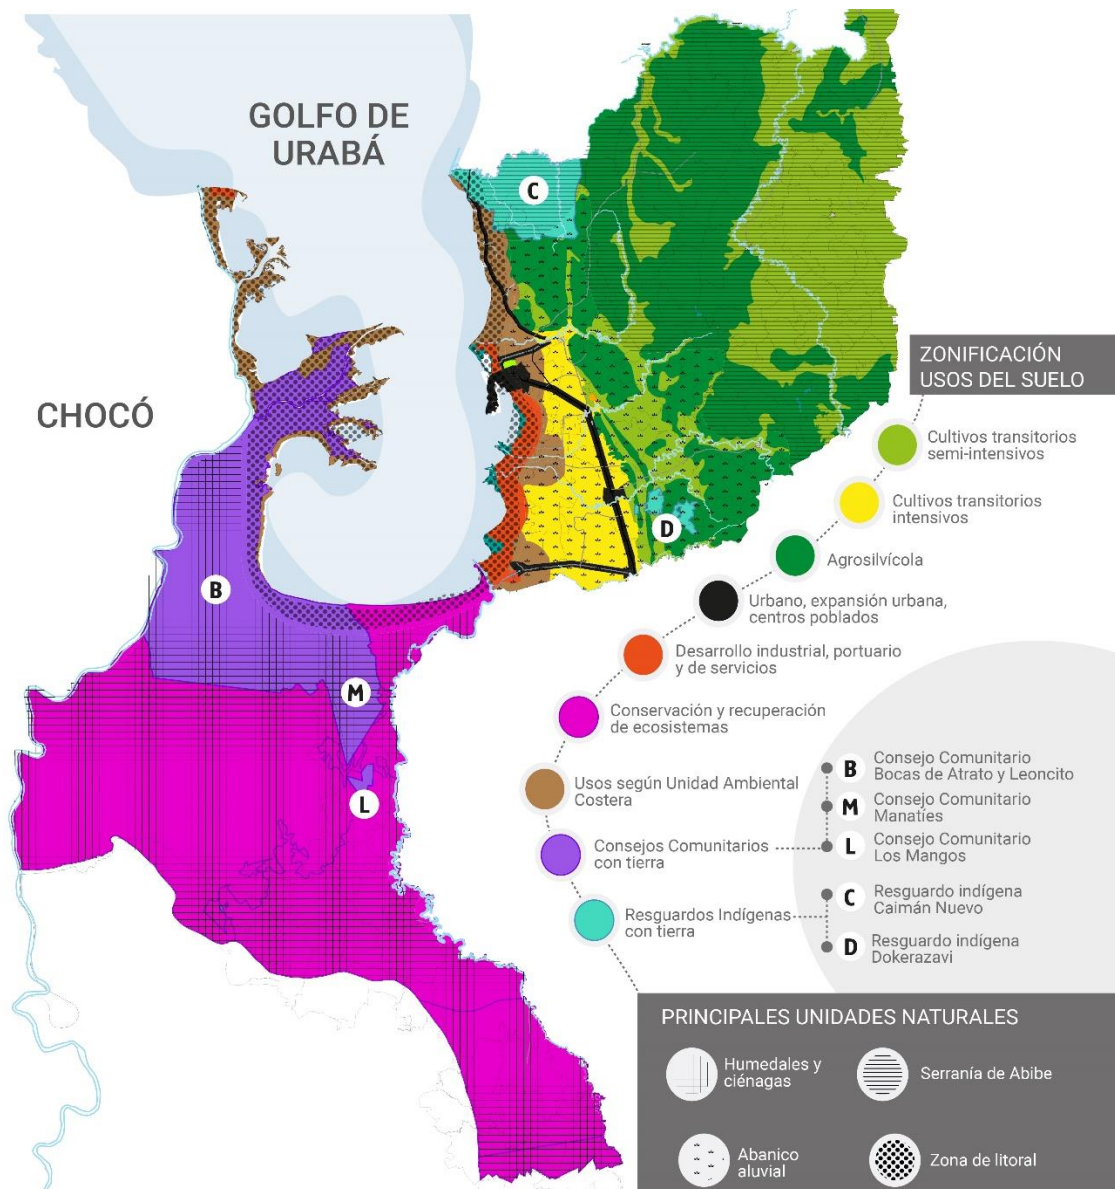 GOLFO DE
URABÁ
CHOCÓ
C
D
B
M
L
ZONIFICACIÓN
USOS DEL SUELO
Cultivos transitorios
semi-intensivos
Cultivos transitorios
intensivos
Agrosilvícola
Urbano, expansión urbana,
centros poblados
Desarrollo industrial, portuario
y de servicios
Conservación y recuperación
de ecosistemas
Usos según Unidad Ambiental
Costera
Consejos Comunitarios
con tierra
Resguardos Indígenas
con tierra
B
Consejo Comunitario
Bocas de Atrato y Leoncito
M
Consejo Comunitario
Manatíes
L
Consejo Comunitario
Los Mangos
C
Resguardo indígena
Caimán Nuevo
D
Resguardo indígena
Dokerazavi
PRINCIPALES UNIDADES NATURALES
Humedales y
ciénagas
Serranía de Abibe
Abanico
aluvial
Zona de litoral